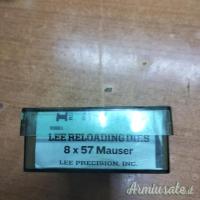 LEE RELOADING DIES
8 x 57 Mauser
LEE PRECISION, INC.
Armiusate.it